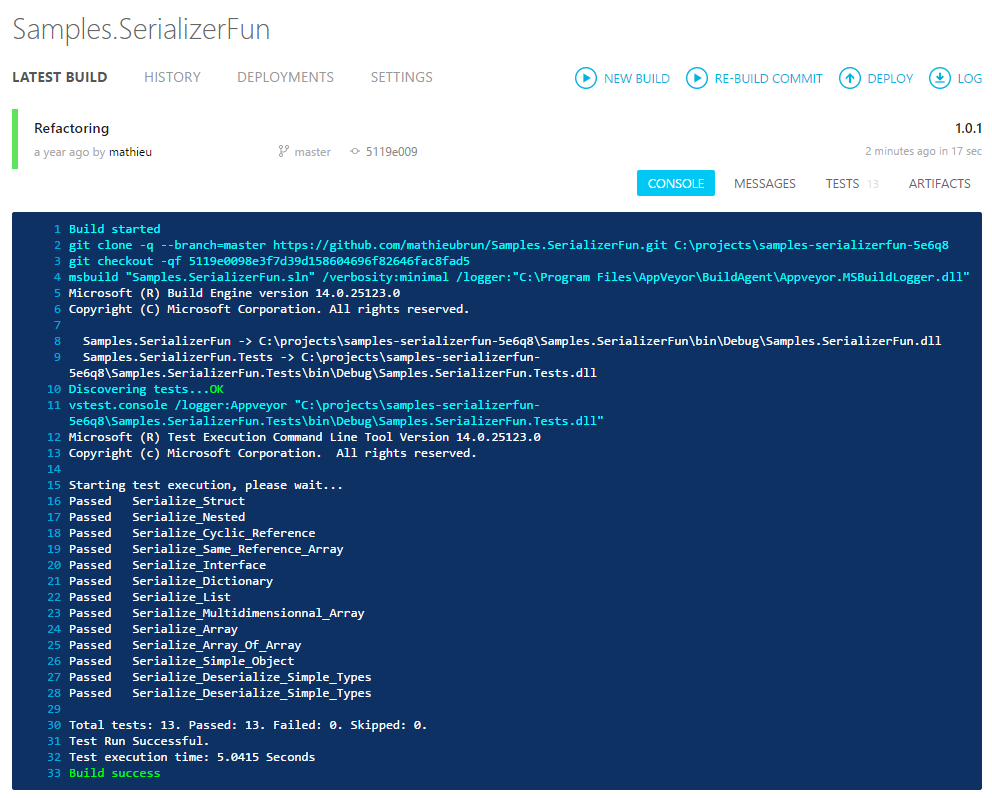 Samples.SerializerFun
LATEST BUILD HISTORY DEPLOYMENTS SETTINGS NEW BUILD RE-BUILD COMMIT DEPLOY LOG
Refactoring 1.0.1
a year ago by mathieu master 5119e009 2 minutes ago in 17 sec
CONSOLE MESSAGES TESTS 13 ARTIFACTS
1 Build started
2 git clone -q --branch=master https://github.com/mathieubrun/Samples.SerializerFun.git C:\projects\samples-serializerfun-5e6q8
3 git checkout -qf 5119e0098e3f7d39d158604696f82646fac8fad5
4 msbuild "Samples.SerializerFun.sln" /verbosity:minimal /logger:"C:\Program Files\AppVeyor\BuildAgent\Appveyor.MSBuildLogger.dll"
5 Microsoft (R) Build Engine version 14.0.25123.0
6 Copyright (C) Microsoft Corporation. All rights reserved.
7
8 Samples.SerializerFun -> C:\projects\samples-serializerfun-5e6q8\Samples.SerializerFun\bin\Debug\Samples.SerializerFun.dll
9 Samples.SerializerFun.Tests -> C:\projects\samples-serializerfun-
5e6q8\Samples.SerializerFun.Tests\bin\Debug\Samples.SerializerFun.Tests.dll
10 Discovering tests...OK
11 vstest.console /logger:Appveyor "C:\projects\samples-serializerfun-
5e6q8\Samples.SerializerFun.Tests\bin\Debug\Samples.SerializerFun.Tests.dll"
12 Microsoft (R) Test Execution Command Line Tool Version 14.0.25123.0
13 Copyright (c) Microsoft Corporation.  All rights reserved.
14
15 Starting test execution, please wait...
16 Passed Serialize_Struct
17 Passed Serialize_Nested
18 Passed Serialize_Cyclic_Reference
19 Passed Serialize_Same_Reference_Array
20 Passed Serialize_Interface
21 Passed Serialize_Dictionary
22 Passed Serialize_List
23 Passed Serialize_Multidimensionnal_Array
24 Passed Serialize_Array
25 Passed Serialize_Array_Of_Array
26 Passed Serialize_Simple_Object
27 Passed Serialize_Deserialize_Simple_Types
28 Passed Serialize_Deserialize_Simple_Types
29
30 Total tests: 13. Passed: 13. Failed: 0. Skipped: 0.
31 Test Run Successful.
32 Test execution time: 5.0415 Seconds
33 Build success